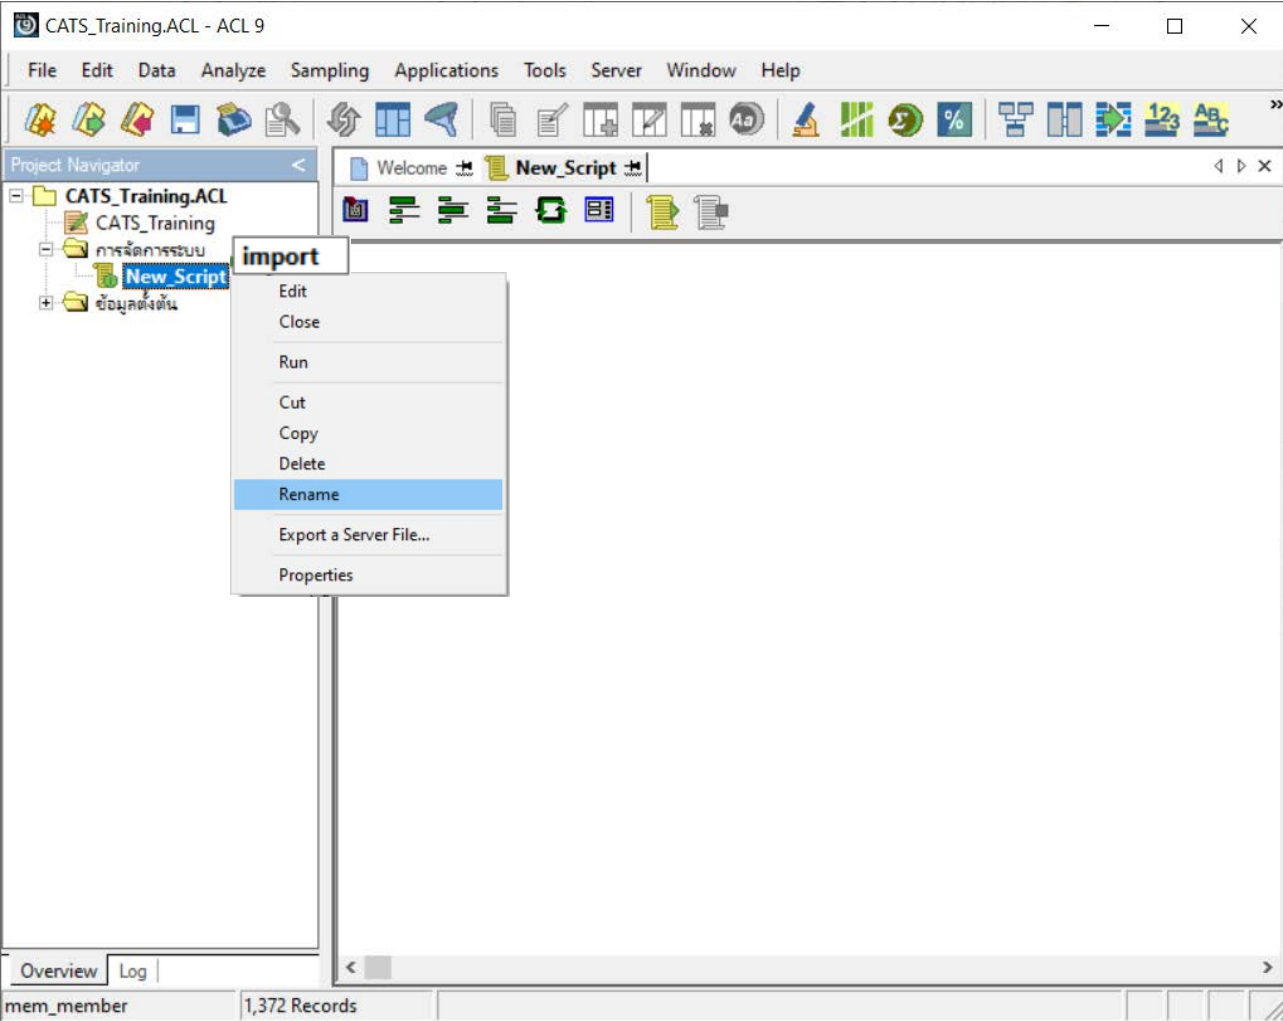 CATS_Training.ACL - ACL 9
File Edit Data Analyze Sampling Applications Tools Server Window Help
Project Navigator
Welcome New_Script
CATS_Training.ACL
CATS_Training
การจัดการระบบ
import
New_Script
ข้อมูลตั้งต้น
Edit
Close
Run
Cut
Copy
Delete
Rename
Export a Server File...
Properties
Overview Log
mem_member 1,372 Records